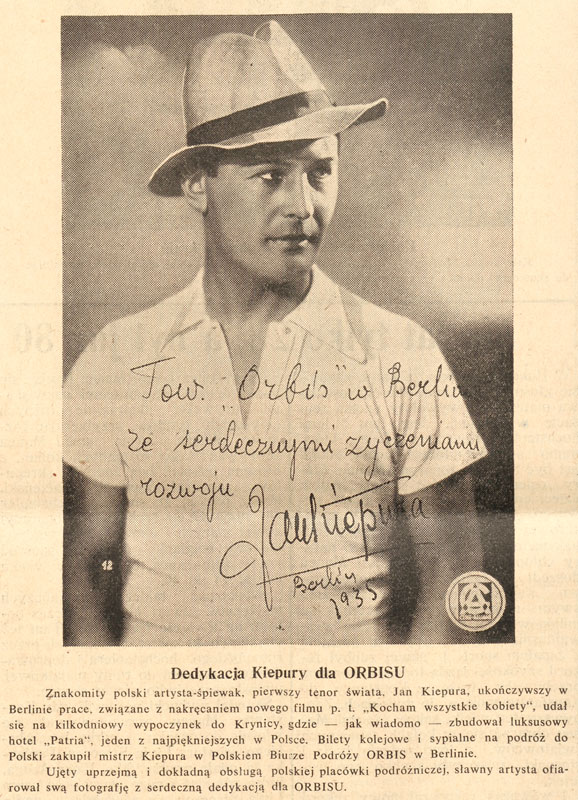 Tow. "Orbis" w Berlin
ze serdecznymi życzeniami
rozwoju
Jan Kiepura
Berlin
1935
12
Dedykacja Kiepury dla ORBISU
Znakomity polski artysta-śpiewak, pierwszy tenor świata, Jan Kiepura, ukończywszy w
Berlinie prace, związane z nakręcaniem nowego filmu p. t. „Kocham wszystkie kobiety“, udał
się na kilkodniowy wypoczynek do Krynicy, gdzie — jak wiadomo — zbudował luksusowy
hotel „Patria“, jeden z najpiękniejszych w Polsce. Bilety kolejowe i sypialne na podróż do
Polski zakupił mistrz Kiepura w Polskiem Biurze Podróży ORBIS w Berlinie.
Ujęty uprzejmą i dokładną obsługą polskiej placówki podróżniczej, sławny artysta ofia-
rował swą fotografję z serdeczną dedykacją dla ORBISU.